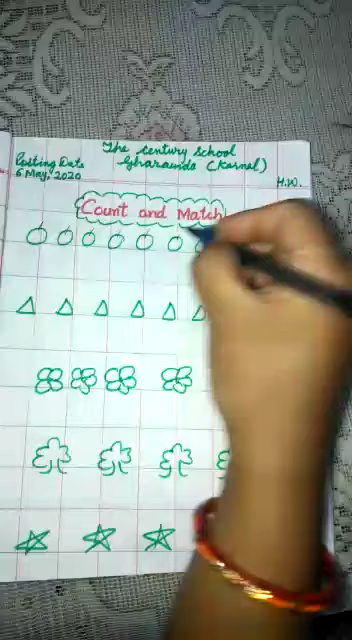 The Century School
Posting Date Gharaunda (Karnal)
6 May, 2020
H.W.
Count and Match